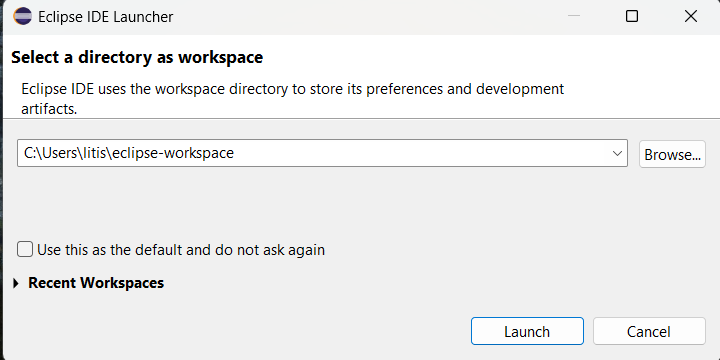 Eclipse IDE Launcher
Select a directory as workspace
Eclipse IDE uses the workspace directory to store its preferences and development
artifacts.
C:\Users\litis\eclipse-workspace
Browse...
Use this as the default and do not ask again
Recent Workspaces
Launch
Cancel